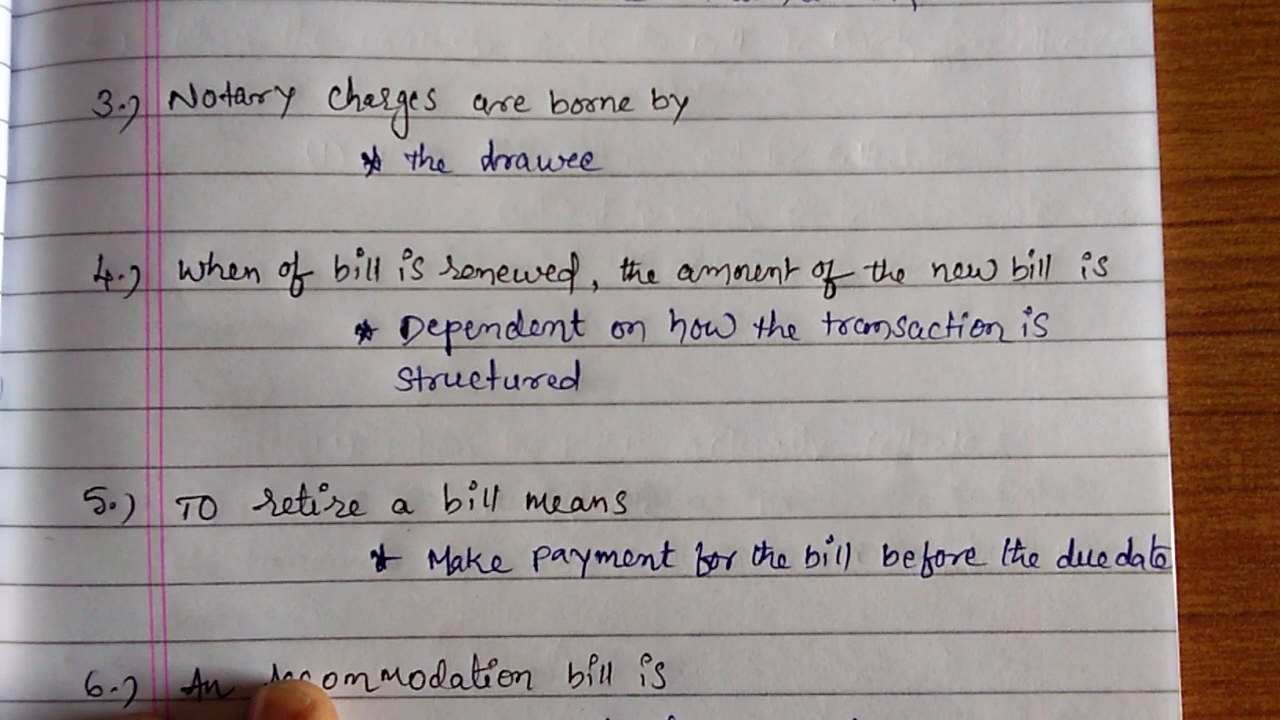 3.) Notary charges are borne by
* the drawee
4.) When of bill is renewed, the amount of the new bill is
* Dependent on how the transaction is
structured
5.) TO retire a bill means
* Make payment for the bill before the due date
6.) An Accommodation bill is